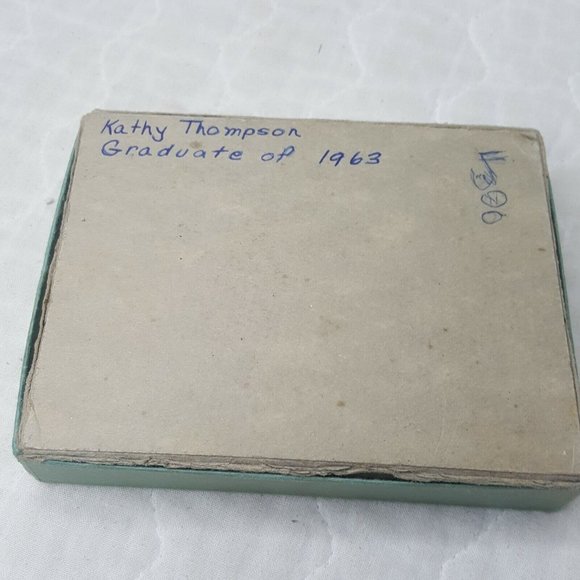 Kathy Thompson
Graduate of 1963